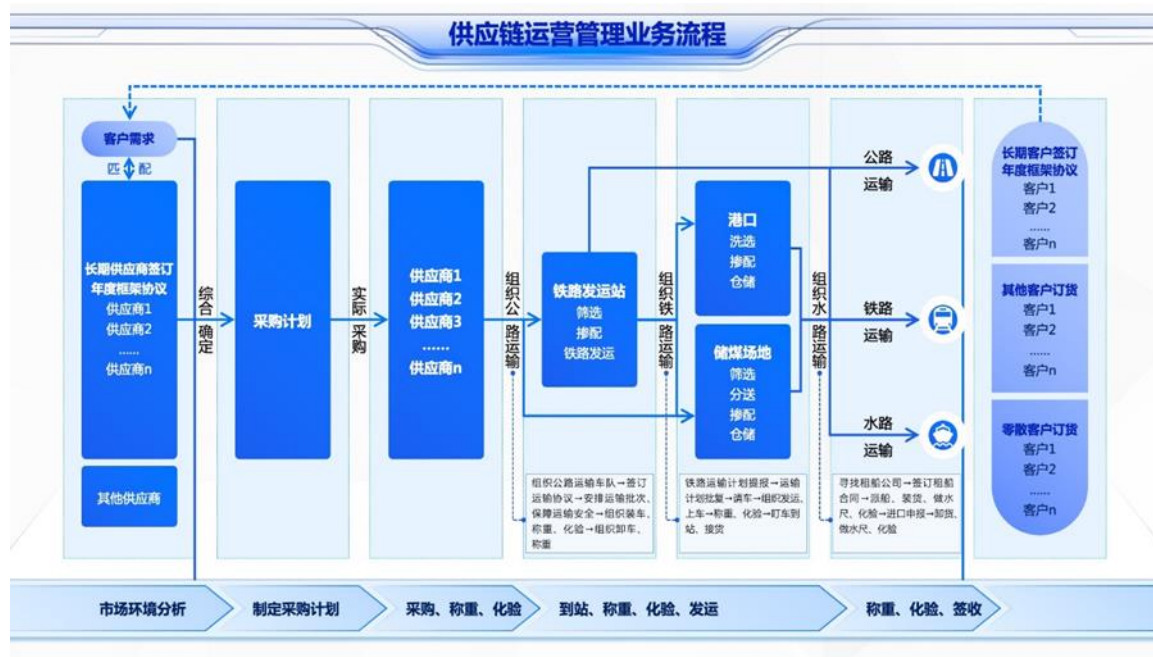 供应链运营管理业务流程
客户需求
匹 配
长期供应商签订
年度框架协议
供应商1
供应商2
......
供应商n
其他供应商
综合
确定
采购计划
实际
采购
供应商1
供应商2
供应商3
......
供应商n
组织公
路运输
铁路发运站
筛选
掺配
铁路发运
组织铁
路运输
港口
洗选
掺配
仓储
储煤场地
筛选
分送
掺配
仓储
组织水
路运输
公路
运输
铁路
运输
水路
运输
长期客户签订
年度框架协议
客户1
客户2
......
客户n
其他客户订货
客户1
客户2
....
客户n
零散客户订货
客户1
客户2
....
客户n
组织公路运输车队→签订
运输协议→安排运输批次、
保障运输安全→组织装车、
称重、化验→组织卸车、
称重
铁路运输计划提报→运输
计划批复→请车→组织发运、
上车→称重、化验→盯车到
站、接货
寻找租船公司→签订租船
合同→派船、装货、做水
尺、化验→进口申报→卸货、
做水尺、化验
市场环境分析
制定采购计划
采购、称重、化验
到站、称重、化验、发运
称重、化验、签收